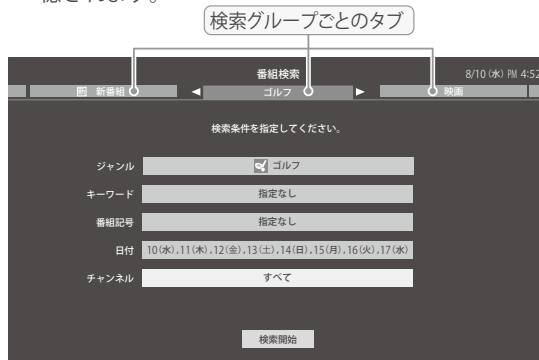 憶されます。
検索グループごとのタブ
番組検索
8/10(水) PM 4:52
新 新番組
◀ ゴルフ ▶
映画
検索条件を指定してください。
ジャンル ゴルフ
キーワード 指定なし
番組記号 指定なし
日付 10(水),11(木),12(金),13(土),14(日),15(月),16(火),17(水)
チャンネル すべて
検索開始